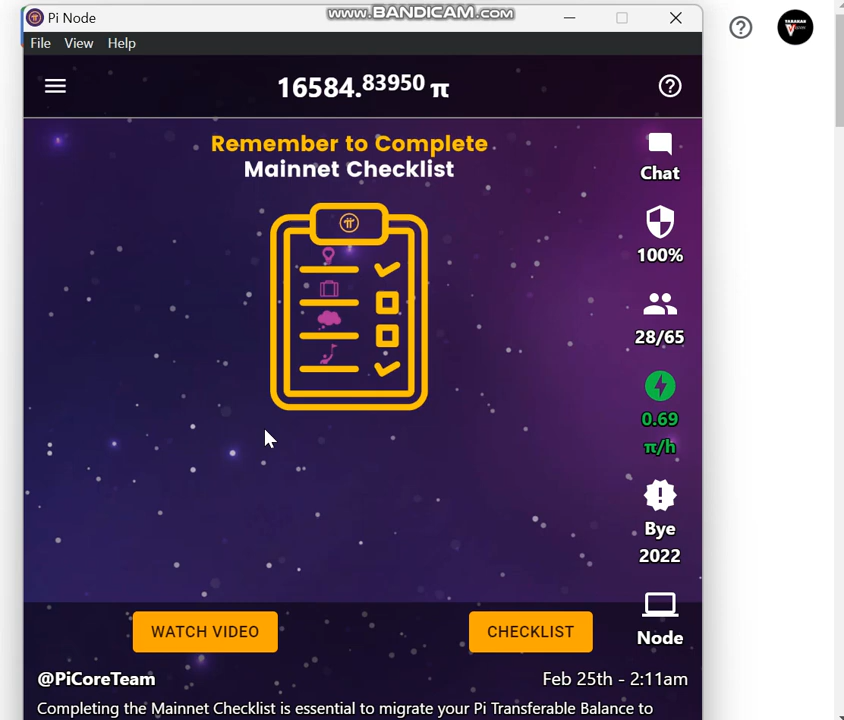 www.BANDICAM.com
Pi Node
File View Help
16584.83950 π
Remember to Complete
Mainnet Checklist
Chat
100%
28/65
0.69
π/h
Bye
2022
Node
WATCH VIDEO
CHECKLIST
@PiCoreTeam
Feb 25th - 2:11am
Completing the Mainnet Checklist is essential to migrate your Pi Transferable Balance to